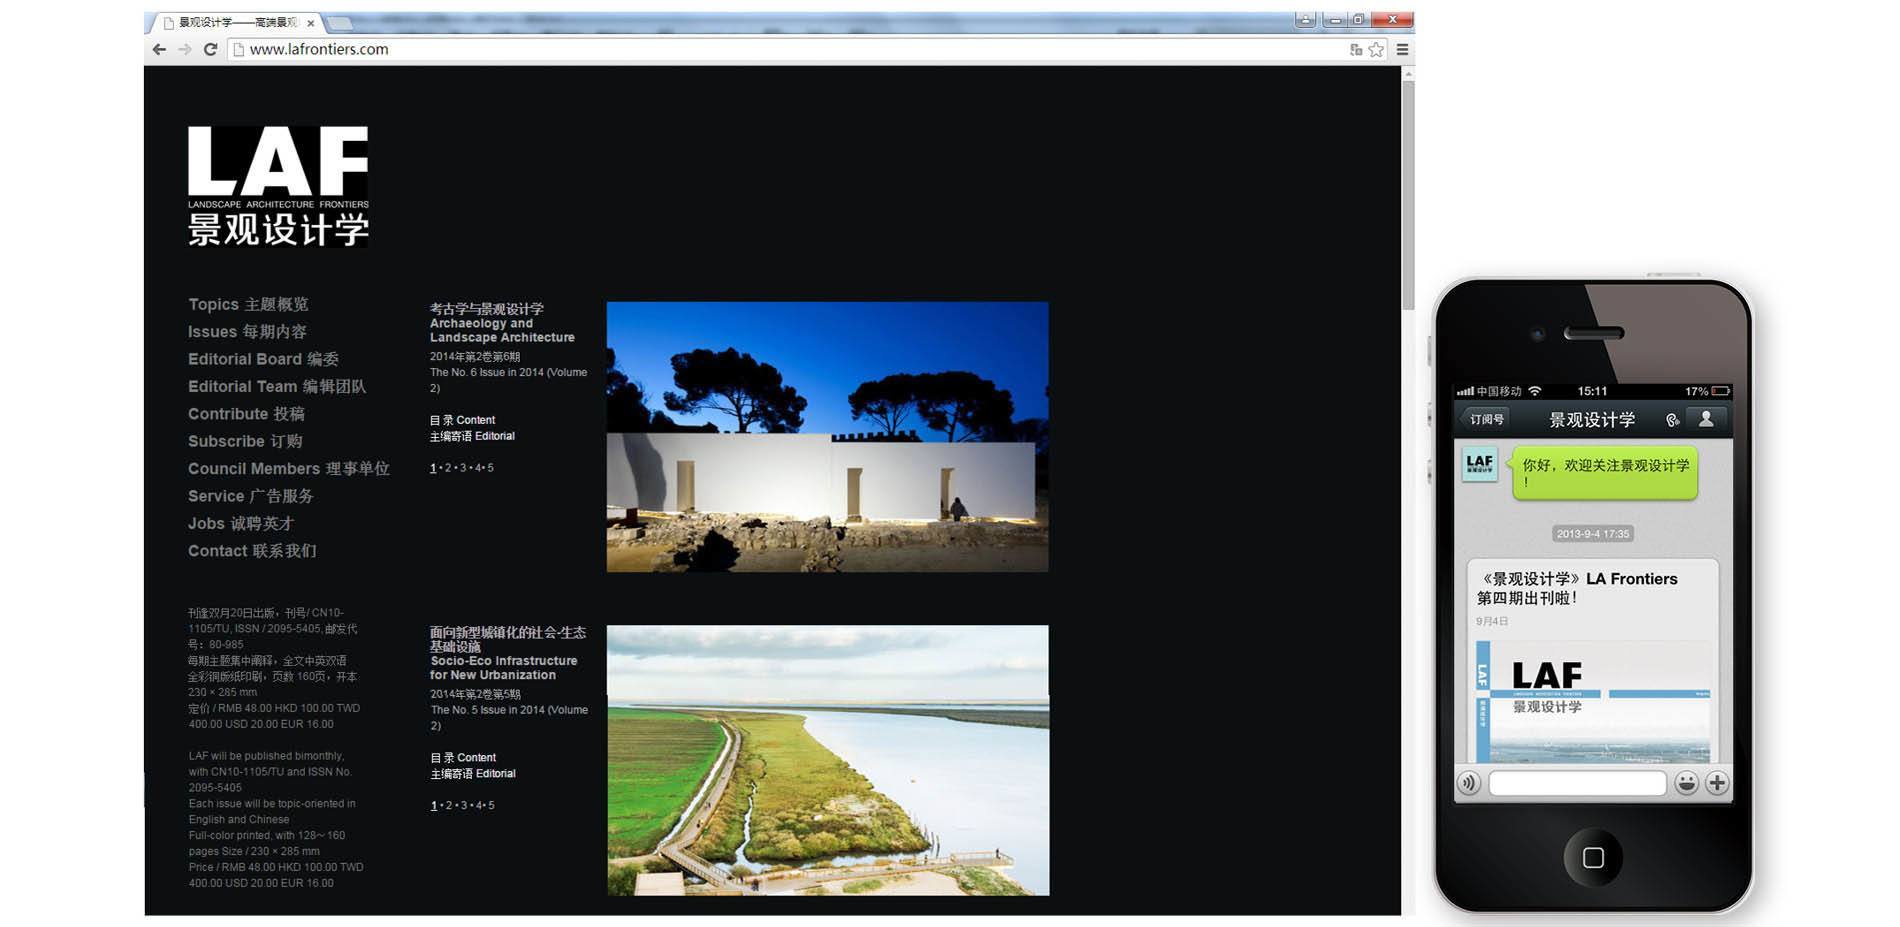 景观设计学——高端景观
www.lafrontiers.com
LAF
LANDSCAPE ARCHITECTURE FRONTIERS
景观设计学
Topics 主题概览
Issues 每期内容
Editorial Board 编委
Editorial Team 编辑团队
Contribute 投稿
Subscribe 订购
Council Members 理事单位
Service 广告服务
Jobs 诚聘英才
Contact 联系我们
刊逢双月20日出版，刊号/ CN10-
1105/TU, ISSN / 2095-5405, 邮发代
号：80-985
每期主题集中阐释，全文中英双语
全彩铜版纸印刷，页数 160页，开本
230 × 285 mm
定价 / RMB 48.00 HKD 100.00 TWD
400.00 USD 20.00 EUR 16.00
LAF will be published bimonthly,
with CN10-1105/TU and ISSN No.
2095-5405
Each issue will be topic-oriented in
English and Chinese
Full-color printed, with 128～160
pages Size / 230 × 285 mm
Price / RMB 48.00 HKD 100.00 TWD
400.00 USD 20.00 EUR 16.00
考古学与景观设计学
Archaeology and
Landscape Architecture
2014年第2卷第6期
The No. 6 Issue in 2014 (Volume
2)
目 录 Content
主编寄语 Editorial
1 • 2 • 3 • 4 • 5
面向新型城镇化的社会-生态
基础设施
Socio-Eco Infrastructure
for New Urbanization
2014年第2卷第5期
The No. 5 Issue in 2014 (Volume
2)
目 录 Content
主编寄语 Editorial
1 • 2 • 3 • 4 • 5
中国移动 15:11 17%
订阅号 景观设计学
LAF
景观设计学
你好，欢迎关注景观设计学
！
2013-9-4 17:35
《景观设计学》LA Frontiers
第四期出刊啦！
9月4日
LAF
LAF
LANDSCAPE ARCHITECTURE FRONTIERS
景观设计学
景观设计学